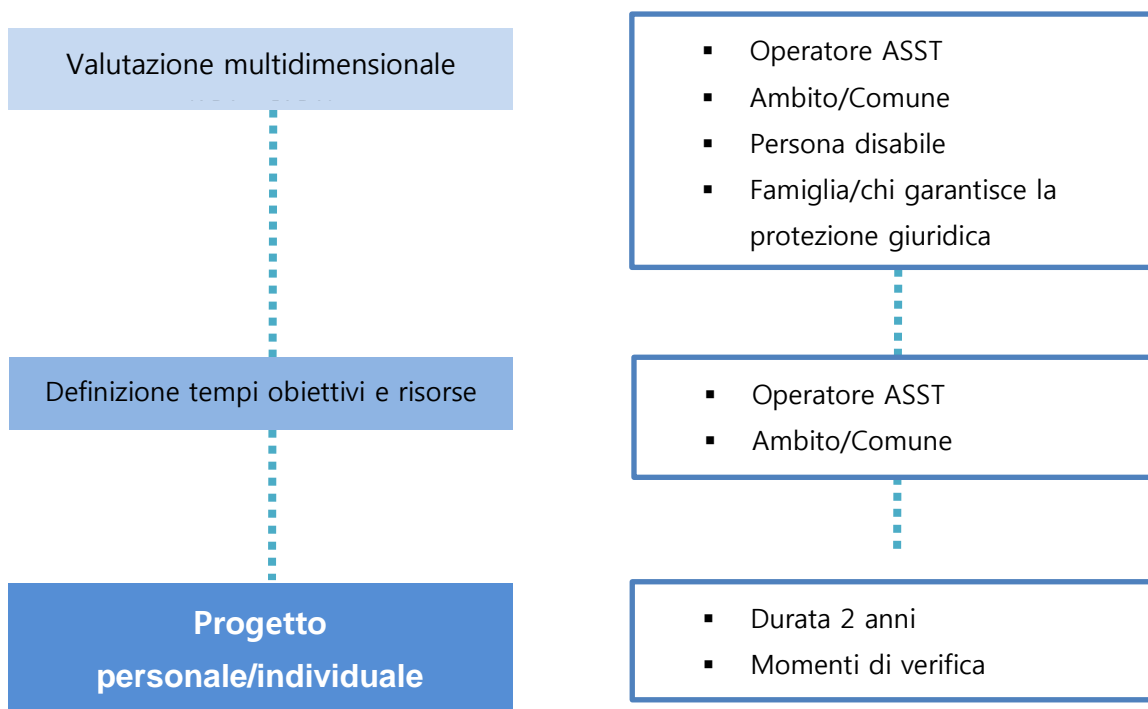 Valutazione multidimensionale
▪ Operatore ASST
▪ Ambito/Comune
▪ Persona disabile
▪ Famiglia/chi garantisce la
protezione giuridica
Definizione tempi obiettivi e risorse
▪ Operatore ASST
▪ Ambito/Comune
Progetto
personale/individuale
▪ Durata 2 anni
▪ Momenti di verifica